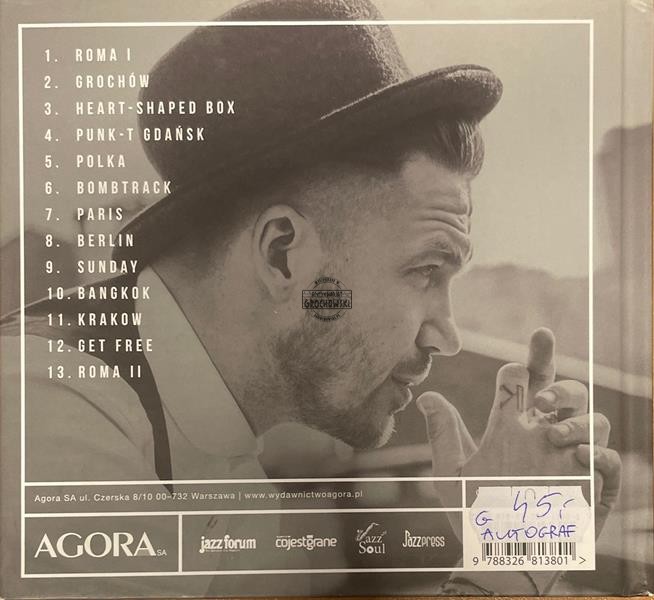 1. ROMA I
2. GROCHÓW
3. HEART-SHAPED BOX
4. PUNK-T GDAŃSK
5. POLKA
6. BOMBTRACK
7. PARIS
8. BERLIN
9. SUNDAY
10. BANGKOK
11. KRAKOW
12. GET FREE
13. ROMA II
GROCHOWSKI
Agora SA ul. Czerska 8/10 00-732 Warszawa | www.wydawnictwoagora.pl
AGORA SA
jazzforum
cojestgrane
Jazz Soul
JazzPRESS
G 45,-
AUTOGRAF
9 788326 813801 >